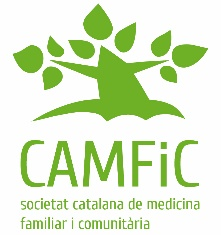 CAMFiC
societat catalana de medicina
familiar i comunitària